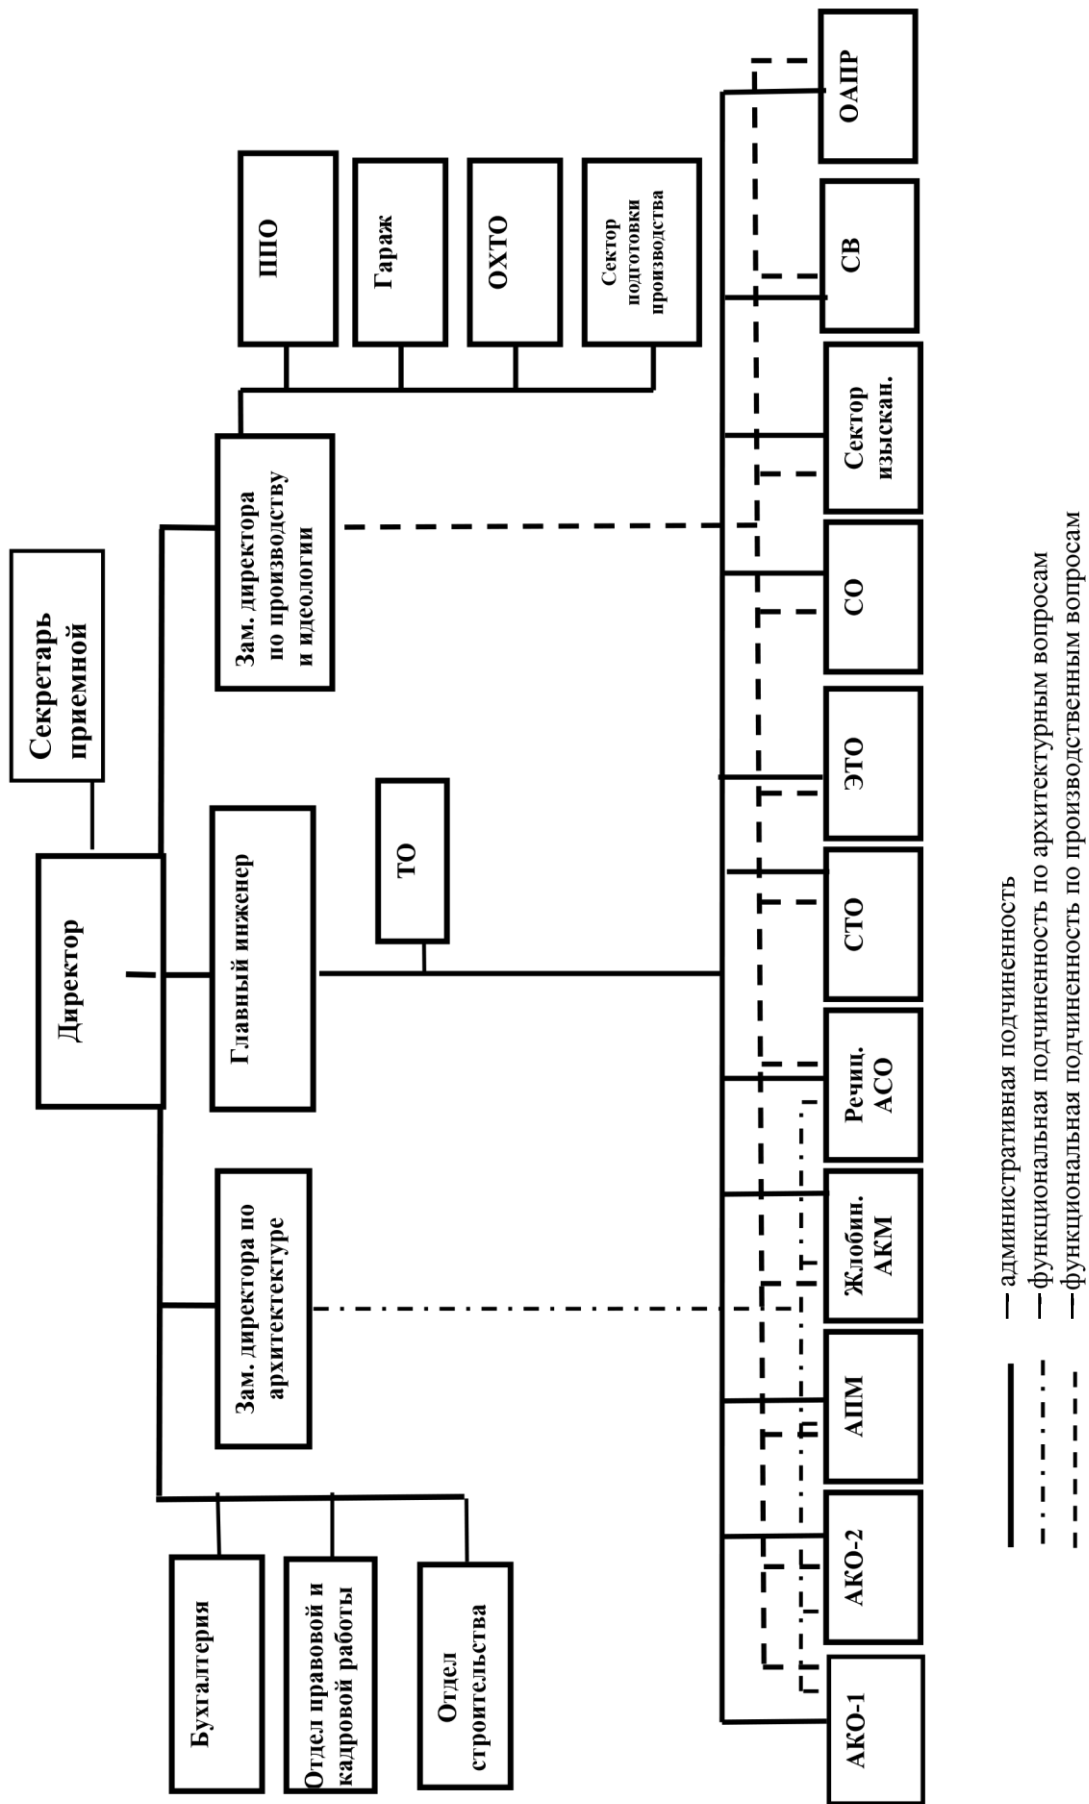 Секретарь
приемной
Директор
Бухгалтерия
Отдел правовой и
кадровой работы
Отдел
строительства
Зам. директора по
архитектуре
Главный инженер
Зам. директора
по производству
и идеологии
ППО
Гараж
ОХТО
Сектор
подготовки
производства
ТО
АКО-1
АКО-2
АПМ
Жлобин.
АКМ
Речиц.
АСО
СТО
ЭТО
СО
Сектор
изыскан.
СВ
ОАПР
— административная подчиненность
— функциональная подчиненность по архитектурным вопросам
— функциональная подчиненность по производственным вопросам